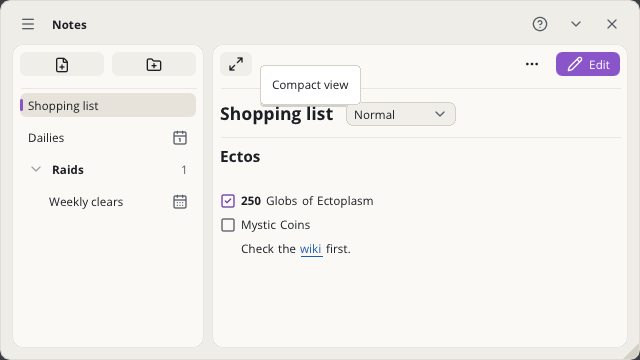 Notes
Edit
Compact view
Shopping list
Dailies
Raids 1
Weekly clears
Shopping list Normal
Ectos
250 Globs of Ectoplasm
Mystic Coins
Check the wiki first.